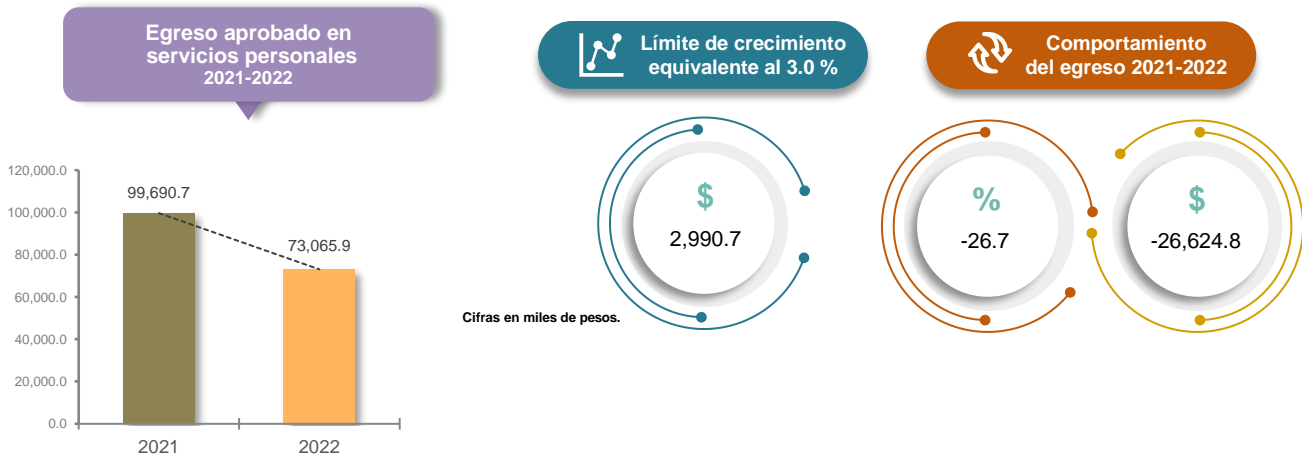 Egreso aprobado en
servicios personales
2021-2022
Límite de crecimiento
equivalente al 3.0 %
Comportamiento
del egreso 2021-2022
120,000.0
100,000.0
80,000.0
60,000.0
40,000.0
20,000.0
0.0
99,690.7
73,065.9
2021
2022
$
2,990.7
%
-26.7
$
-26,624.8
Cifras en miles de pesos.